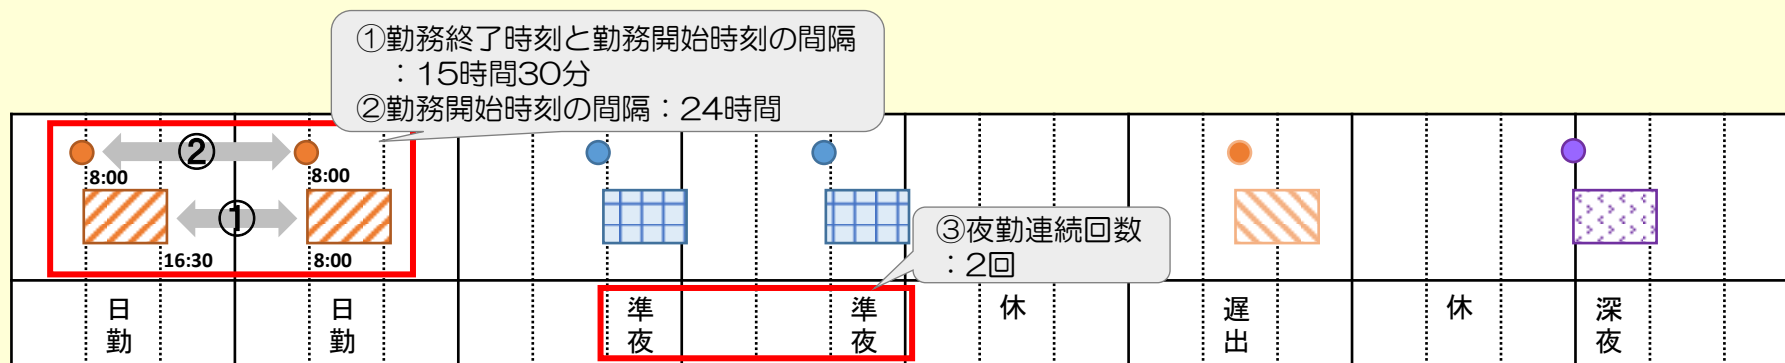 ①勤務終了時刻と勤務開始時刻の間隔
：15時間30分
②勤務開始時刻の間隔：24時間
②
8:00
8:00
①
16:30
8:00
③夜勤連続回数
：2回
日勤
日勤
準夜
準夜
休
遅出
休
深夜